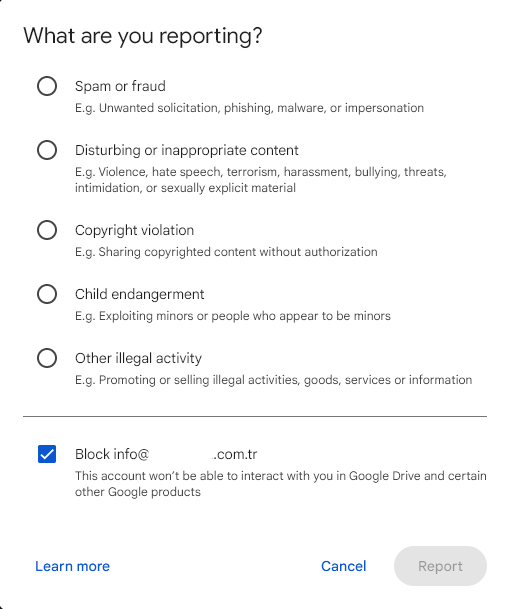 What are you reporting?
Spam or fraud
E.g. Unwanted solicitation, phishing, malware, or impersonation
Disturbing or inappropriate content
E.g. Violence, hate speech, terrorism, harassment, bullying, threats,
intimidation, or sexually explicit material
Copyright violation
E.g. Sharing copyrighted content without authorization
Child endangerment
E.g. Exploiting minors or people who appear to be minors
Other illegal activity
E.g. Promoting or selling illegal activities, goods, services or information
Block info@ .com.tr
This account won’t be able to interact with you in Google Drive and certain
other Google products
Learn more Cancel Report